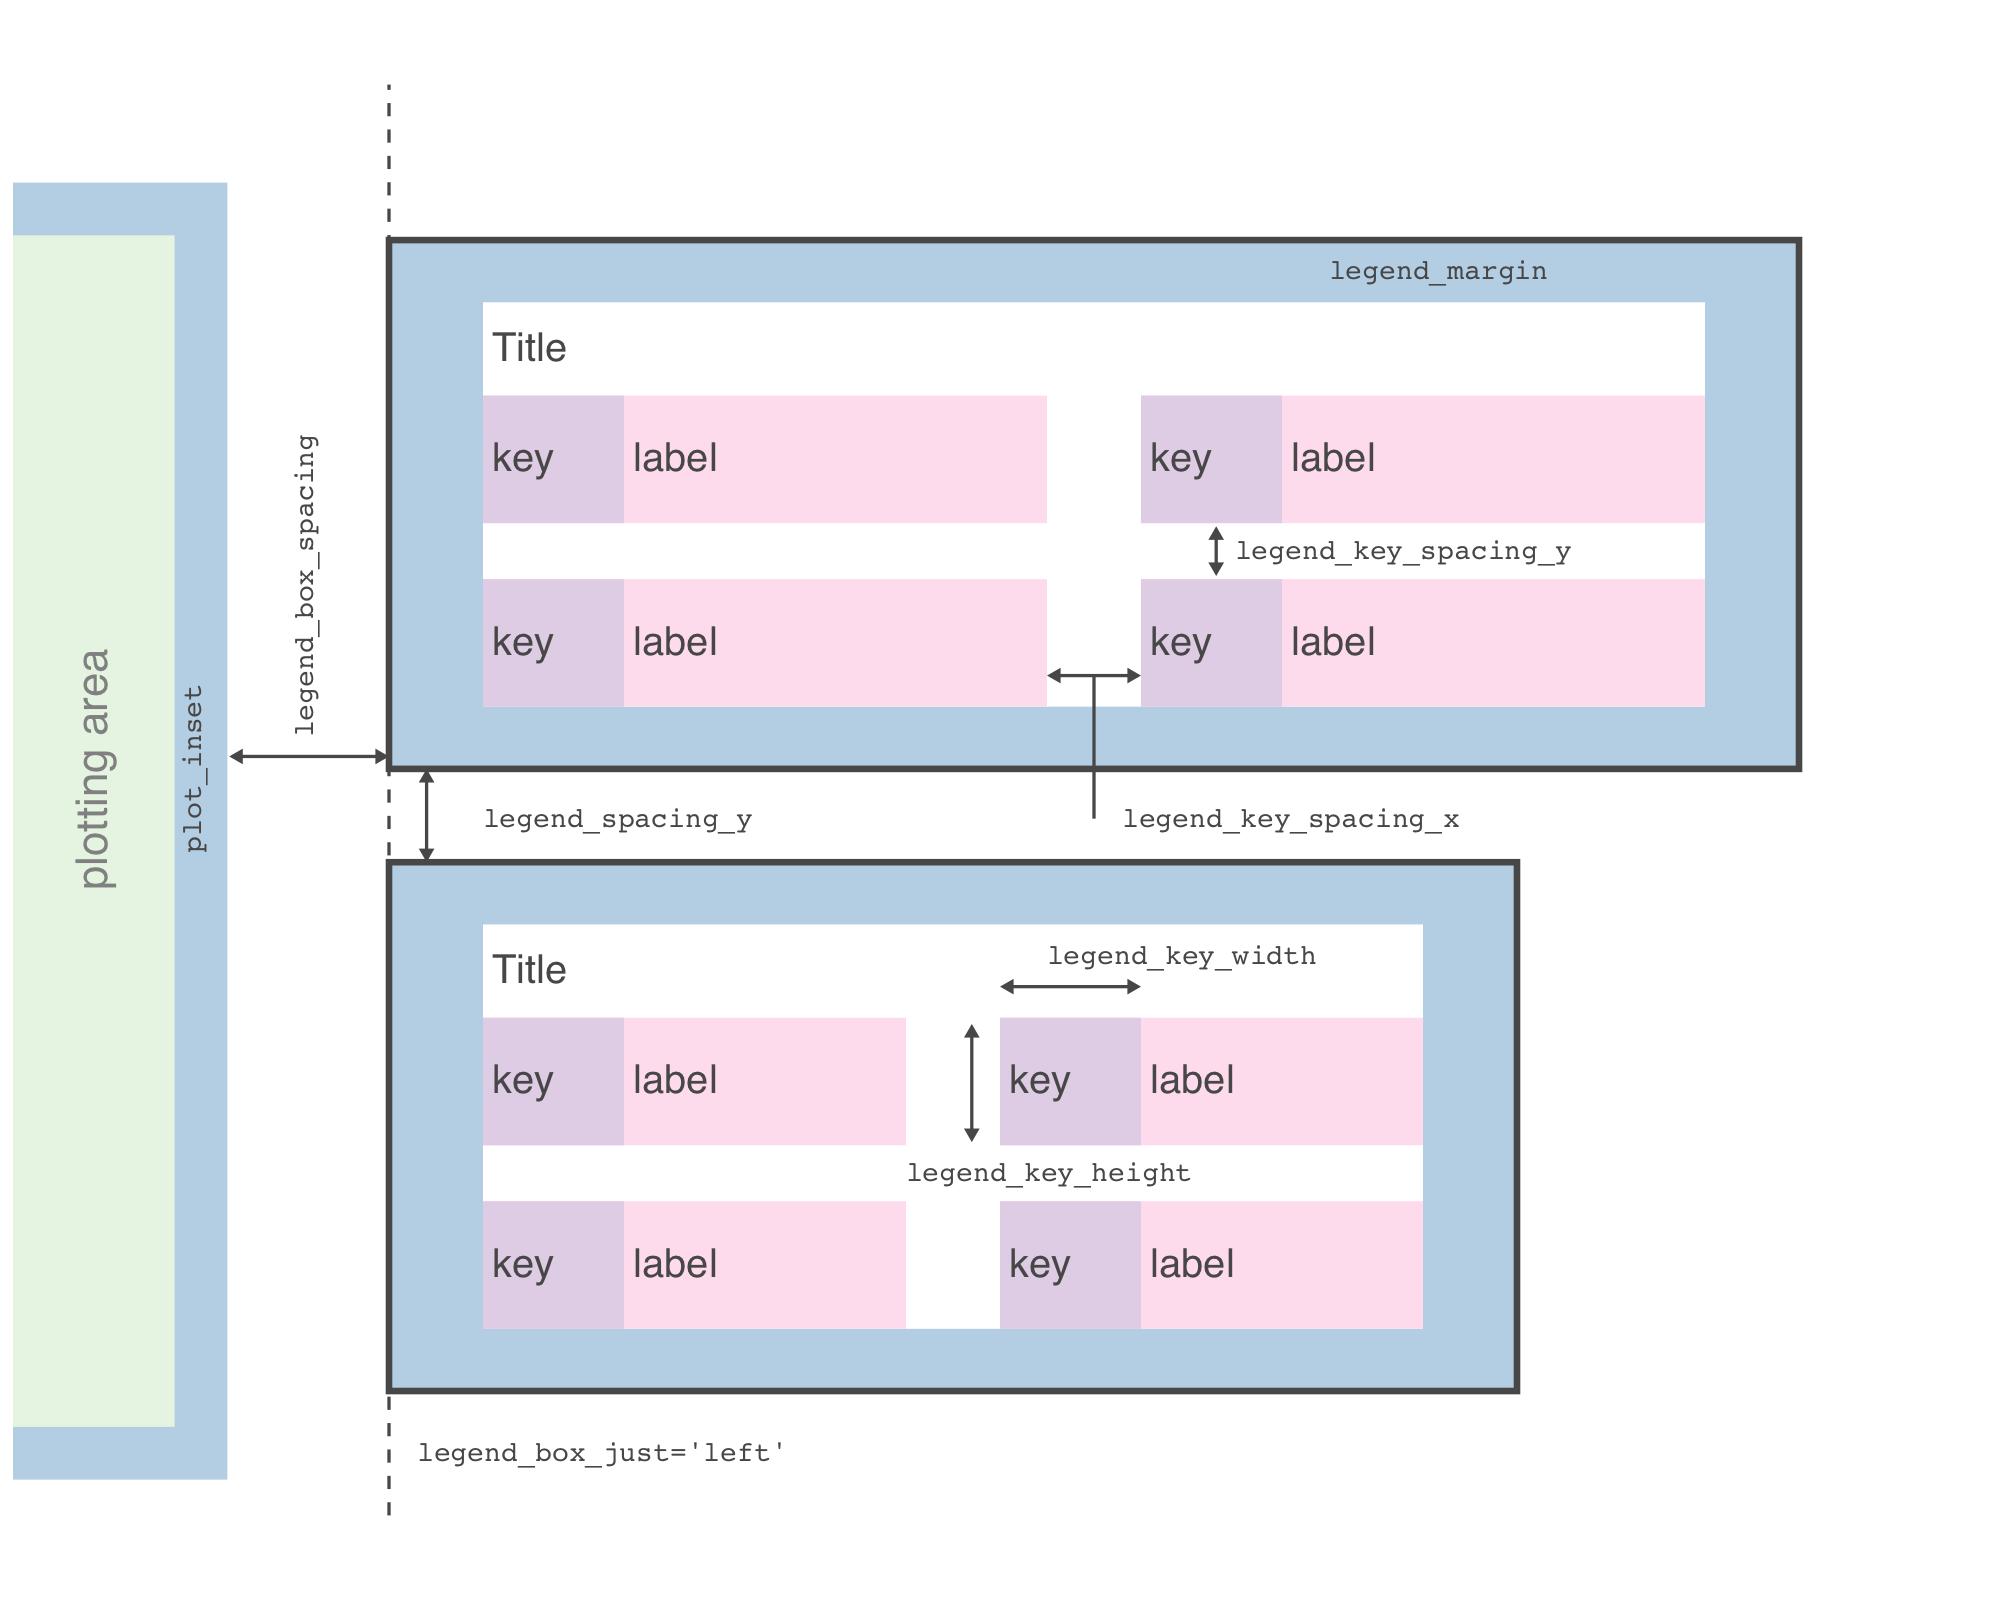 plotting area
plot_inset
legend_box_spacing
legend_margin
Title
key label key label
legend_key_spacing_y
key label key label
legend_spacing_y
legend_key_spacing_x
Title
legend_key_width
key label key label
legend_key_height
key label key label
legend_box_just='left'